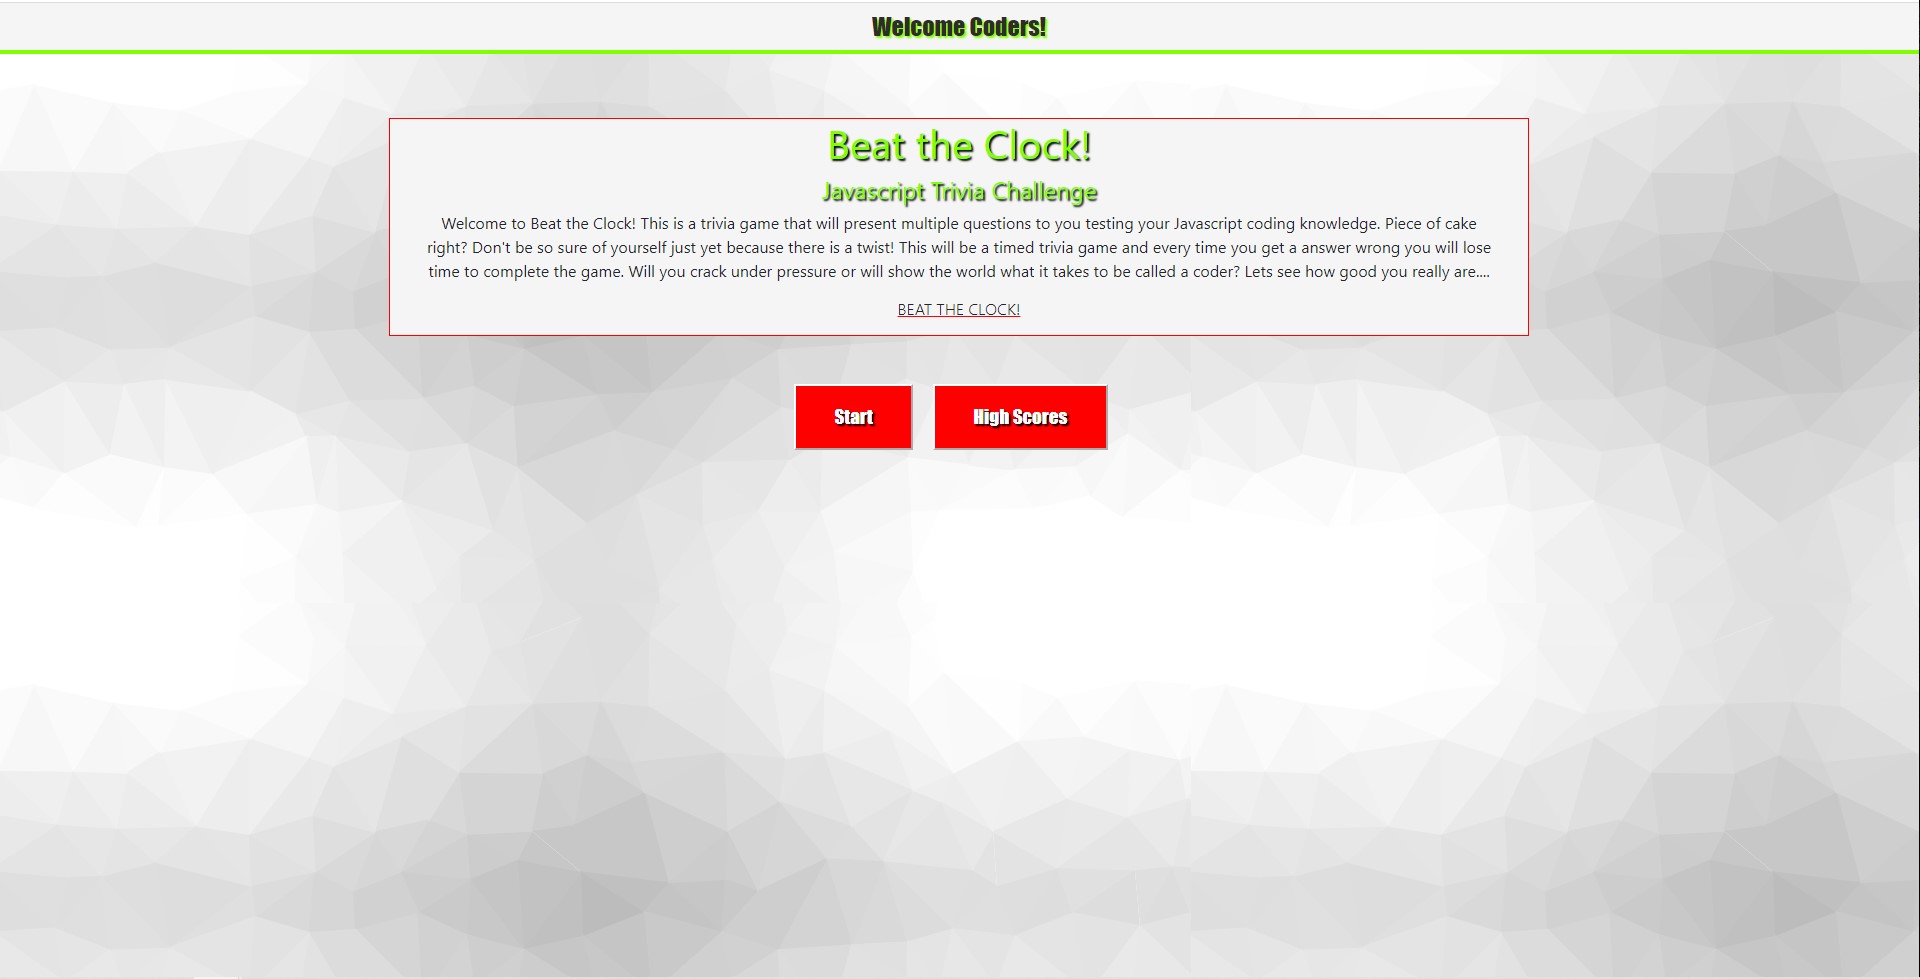 Welcome Coders!
Beat the Clock!
Javascript Trivia Challenge
Welcome to Beat the Clock! This is a trivia game that will present multiple questions to you testing your Javascript coding knowledge. Piece of cake
right? Don't be so sure of yourself just yet because there is a twist! This will be a timed trivia game and every time you get a answer wrong you will lose
time to complete the game. Will you crack under pressure or will show the world what it takes to be called a coder? Lets see how good you really are....
BEAT THE CLOCK!
Start
High Scores